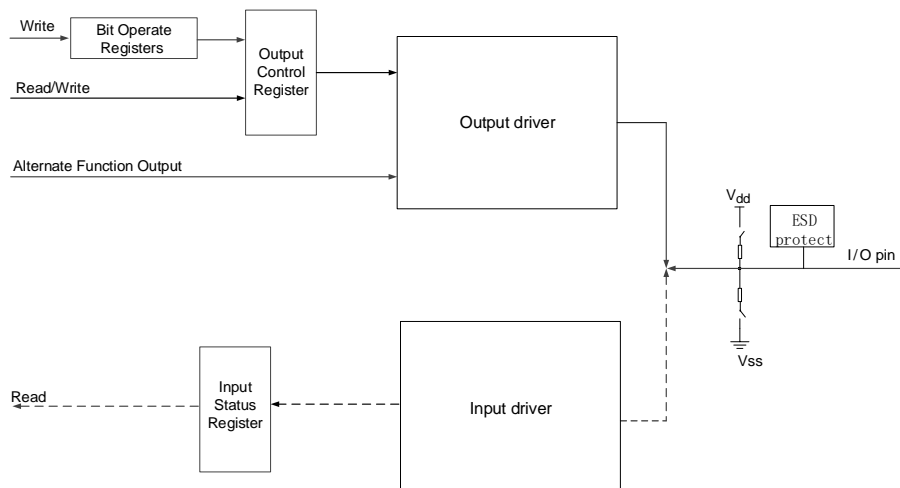 Write
Bit Operate
Registers
Output
Control
Register
Read/Write
Output driver
Alternate Function Output
Vdd
ESD
protect
I/O pin
Vss
Input
Status
Register
Read
Input driver